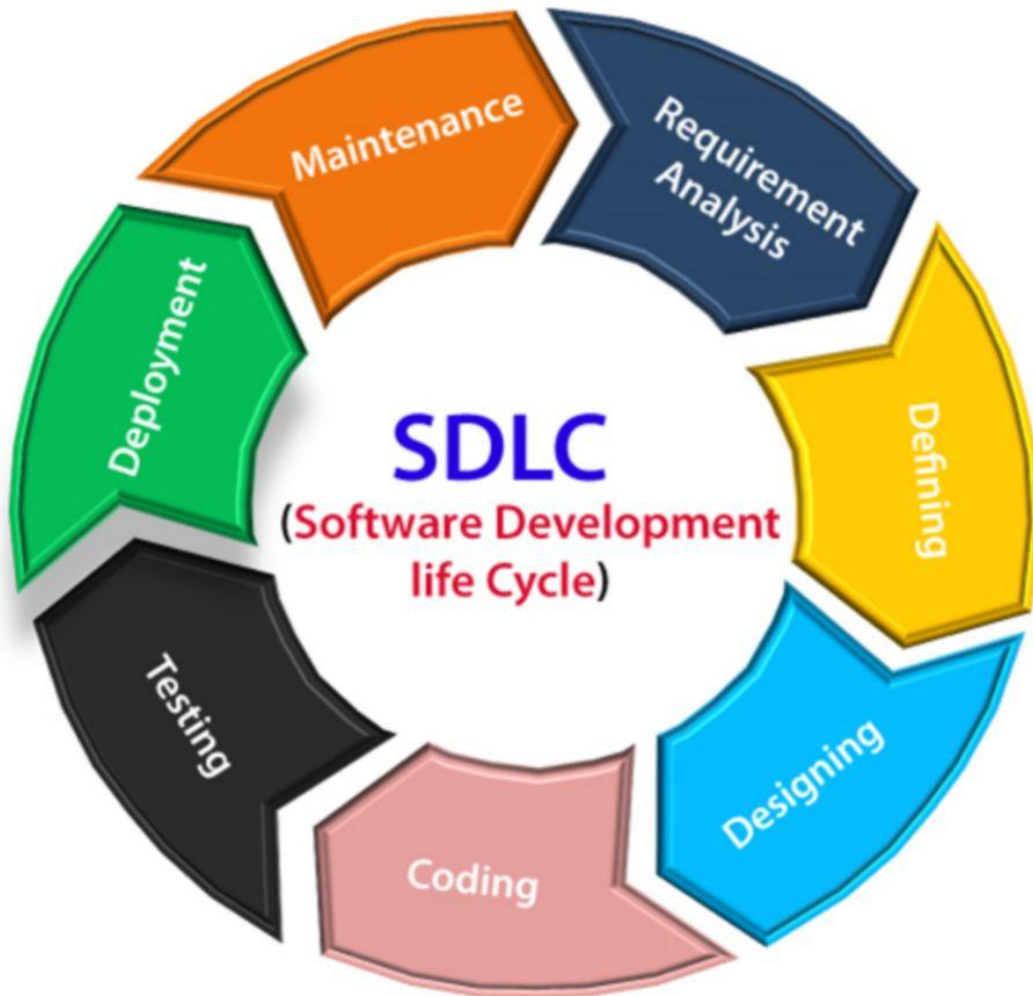 SDLC
(Software Development
life Cycle)
Requirement
Analysis
Defining
Designing
Coding
Testing
Deployment
Maintenance